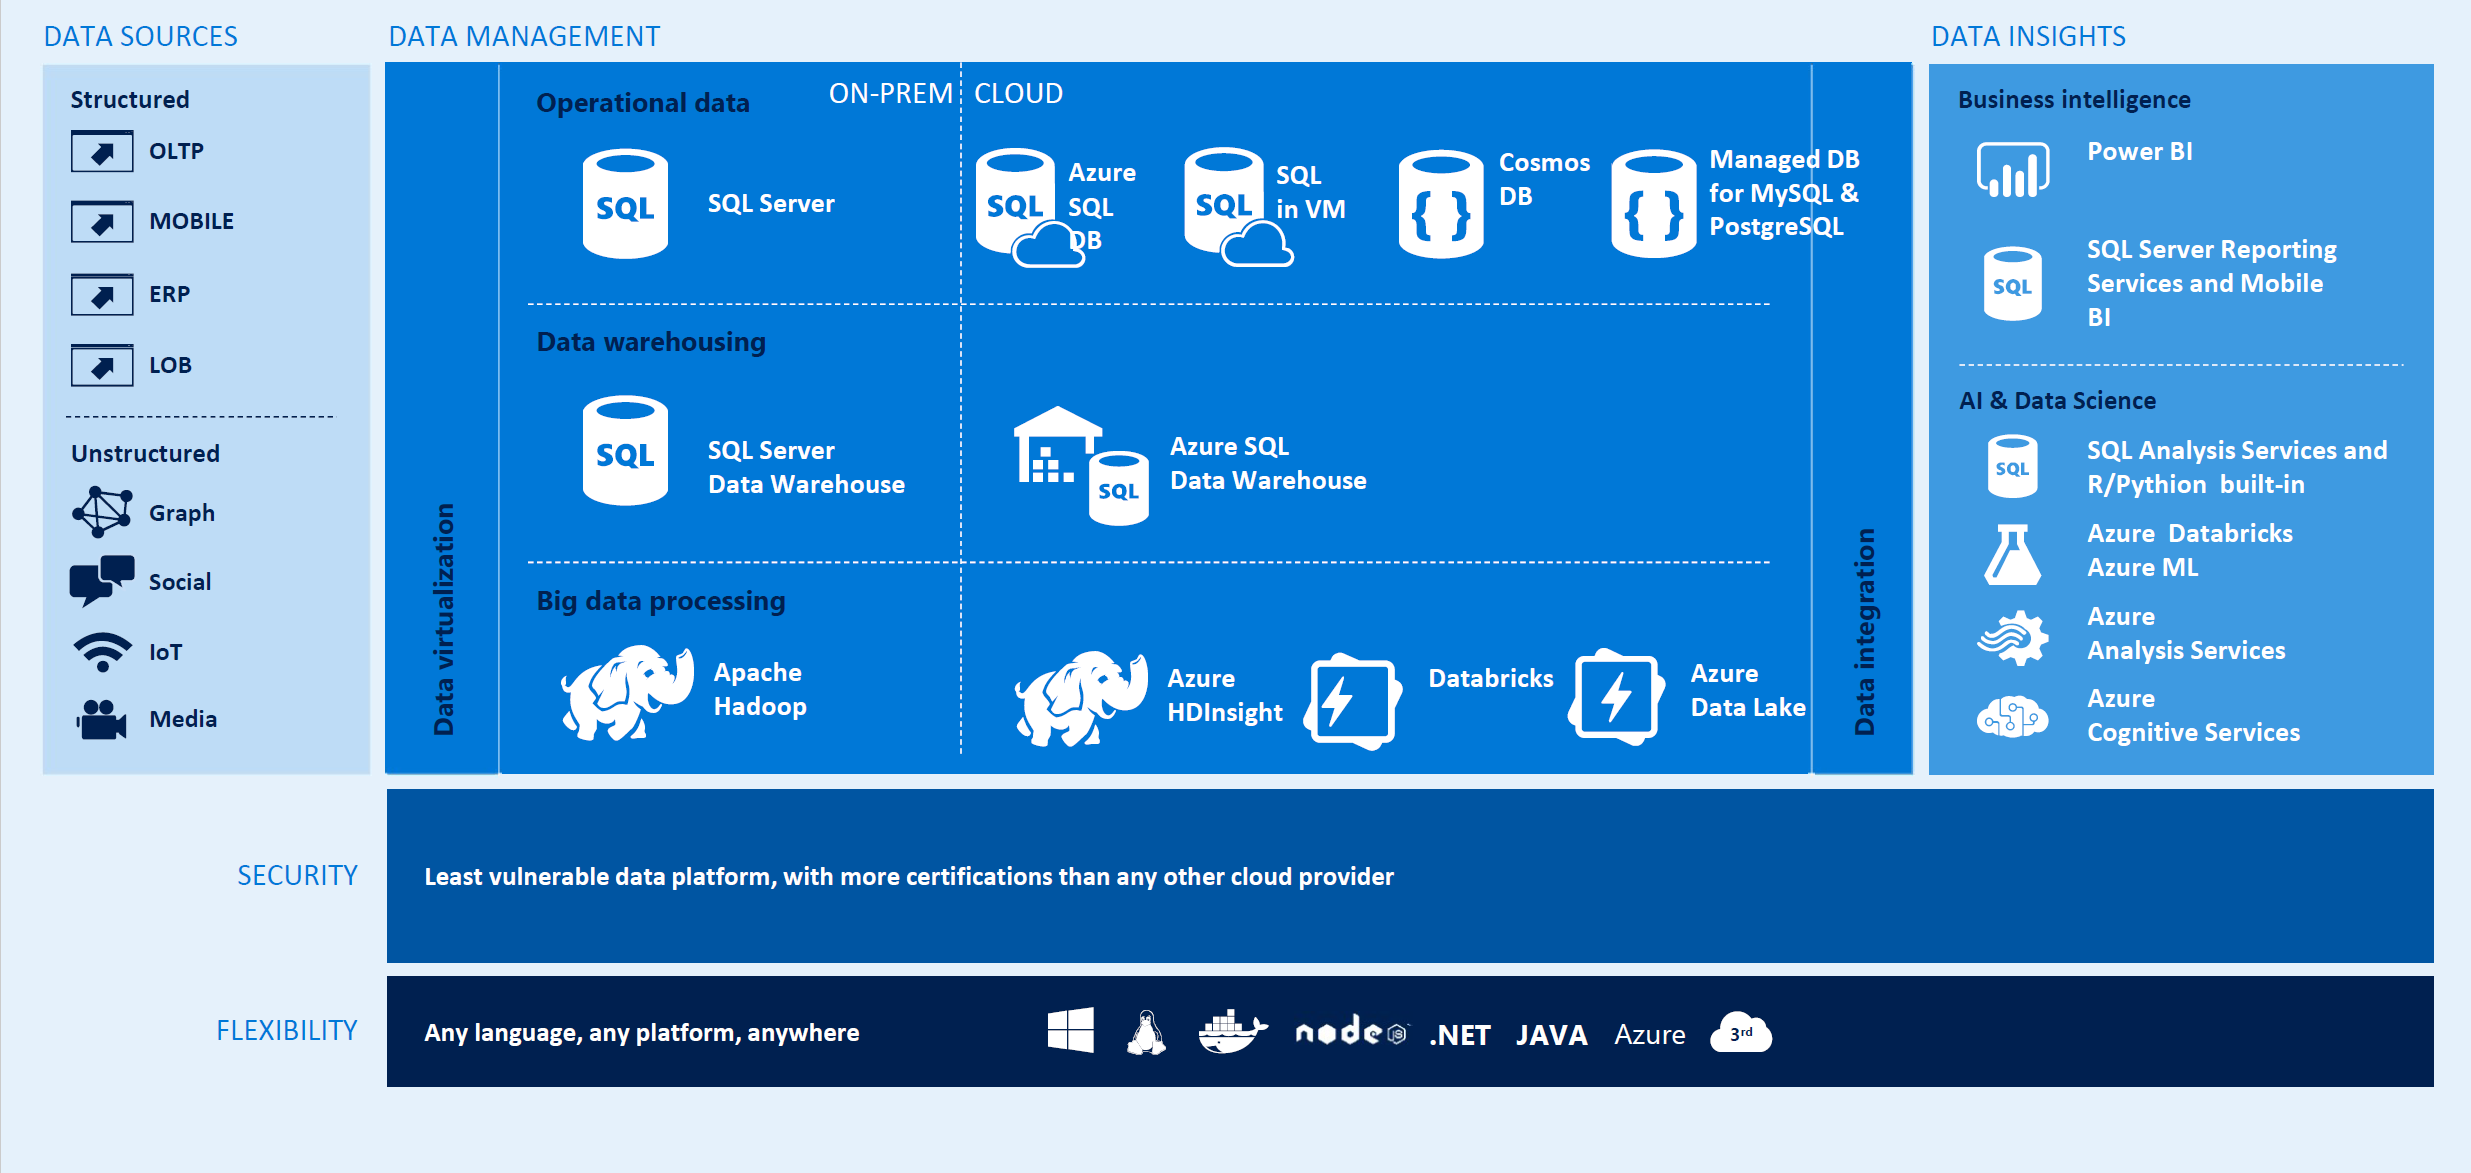 DATA SOURCES
Structured
OLTP
MOBILE
ERP
LOB
Unstructured
Graph
Social
IoT
Media
DATA MANAGEMENT
Data virtualization
ON-PREM
CLOUD
Operational data
SQL
SQL Server
SQL
Azure
SQL
DB
SQL
SQL
in VM
{ }
Cosmos
DB
{ }
Managed DB
for MySQL &
PostgreSQL
Data warehousing
SQL
SQL Server
Data Warehouse
SQL
Azure SQL
Data Warehouse
Big data processing
Apache
Hadoop
Azure
HDInsight
Databricks
Azure
Data Lake
Data integration
DATA INSIGHTS
Business intelligence
Power BI
SQL
SQL Server Reporting
Services and Mobile
BI
AI & Data Science
SQL
SQL Analysis Services and
R/Pythion built-in
Azure Databricks
Azure ML
Azure
Analysis Services
Azure
Cognitive Services
SECURITY
Least vulnerable data platform, with more certifications than any other cloud provider
FLEXIBILITY
Any language, any platform, anywhere
node JS
.NET
JAVA
Azure
3rd